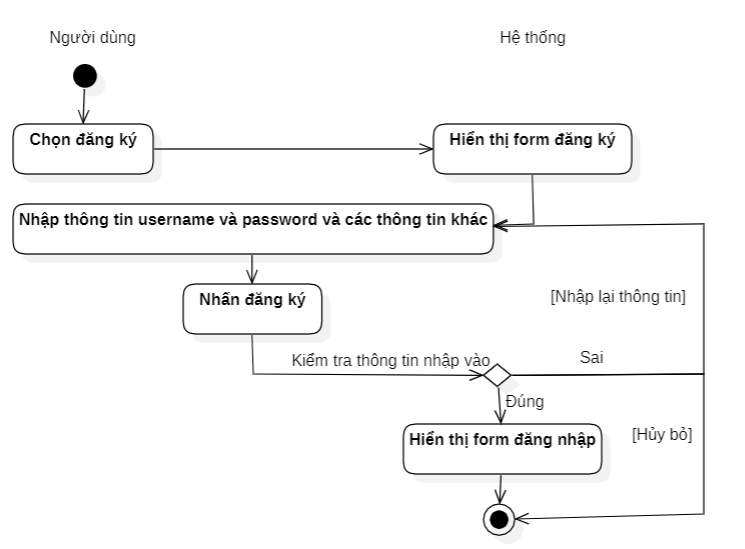 Người dùng
Hệ thống
Chọn đăng ký
Hiển thị form đăng ký
Nhập thông tin username và password và các thông tin khác
Nhấn đăng ký
[Nhập lại thông tin]
Kiểm tra thông tin nhập vào
Sai
Đúng
Hiển thị form đăng nhập
[Hủy bỏ]